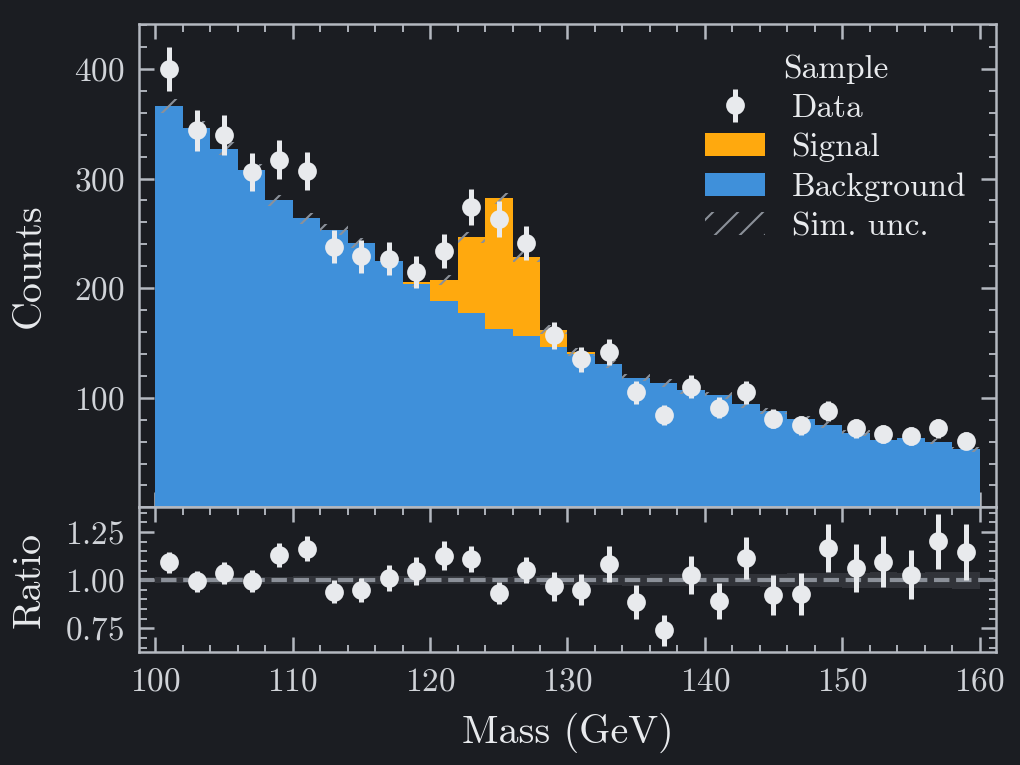 400
300
200
100
Counts
Sample
Data
Signal
Background
Sim. unc.
1.25
1.00
0.75
Ratio
100 110 120 130 140 150 160
Mass (GeV)